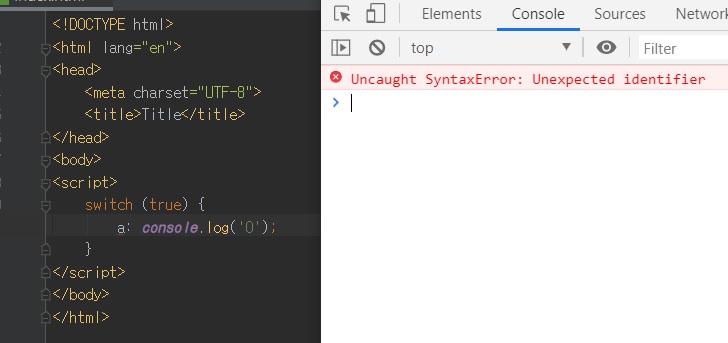 <!DOCTYPE html>
<html lang="en">
<head>
<meta charset="UTF-8">
<title>Title</title>
</head>
<body>
<script>
switch (true) {
a: console.log('O');
}
</script>
</body>
</html>
Elements Console Sources Network
top Filter
Uncaught SyntaxError: Unexpected identifier
>